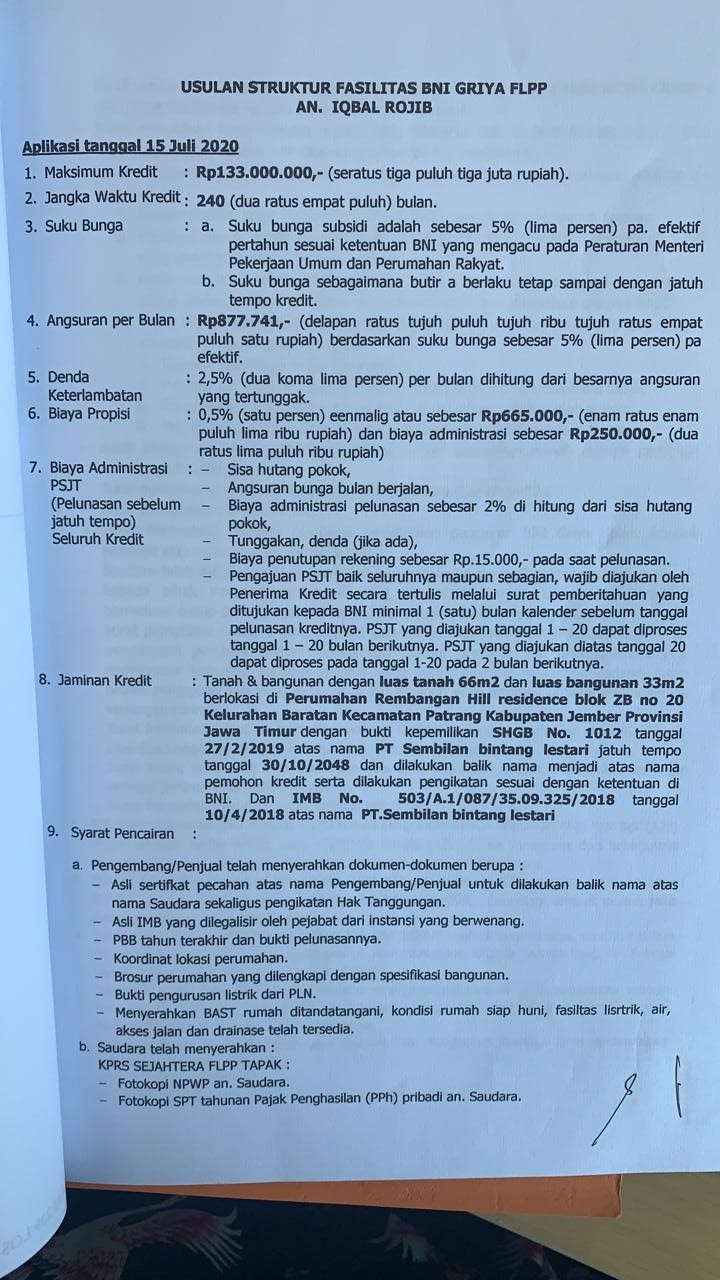 USULAN STRUKTUR FASILITAS BNI GRIYA FLPP
AN. IQBAL ROJIB
Aplikasi tanggal 15 Juli 2020
1. Maksimum Kredit : Rp133.000.000,- (seratus tiga puluh tiga juta rupiah).
2. Jangka Waktu Kredit : 240 (dua ratus empat puluh) bulan.
3. Suku Bunga : a. Suku bunga subsidi adalah sebesar 5% (lima persen) pa. efektif
pertahun sesuai ketentuan BNI yang mengacu pada Peraturan Menteri
Pekerjaan Umum dan Perumahan Rakyat.
b. Suku bunga sebagaimana butir a berlaku tetap sampai dengan jatuh
tempo kredit.
4. Angsuran per Bulan : Rp877.741,- (delapan ratus tujuh puluh tujuh ribu tujuh ratus empat
puluh satu rupiah) berdasarkan suku bunga sebesar 5% (lima persen) pa
efektif.
5. Denda : 2,5% (dua koma lima persen) per bulan dihitung dari besarnya angsuran
Keterlambatan yang tertunggak.
6. Biaya Propisi : 0,5% (satu persen) eenmalig atau sebesar Rp665.000,- (enam ratus enam
puluh lima ribu rupiah) dan biaya administrasi sebesar Rp250.000,- (dua
ratus lima puluh ribu rupiah)
7. Biaya Administrasi : – Sisa hutang pokok,
PSJT – Angsuran bunga bulan berjalan,
(Pelunasan sebelum – Biaya administrasi pelunasan sebesar 2% di hitung dari sisa hutang
jatuh tempo) pokok,
Seluruh Kredit – Tunggakan, denda (jika ada),
– Biaya penutupan rekening sebesar Rp.15.000,- pada saat pelunasan.
– Pengajuan PSJT baik seluruhnya maupun sebagian, wajib diajukan oleh
Penerima Kredit secara tertulis melalui surat pemberitahuan yang
ditujukan kepada BNI minimal 1 (satu) bulan kalender sebelum tanggal
pelunasan kreditnya. PSJT yang diajukan tanggal 1 – 20 dapat diproses
tanggal 1 – 20 bulan berikutnya. PSJT yang diajukan diatas tanggal 20
dapat diproses pada tanggal 1-20 pada 2 bulan berikutnya.
8. Jaminan Kredit : Tanah & bangunan dengan luas tanah 66m2 dan luas bangunan 33m2
berlokasi di Perumahan Rembangan Hill residence blok ZB no 20
Kelurahan Baratan Kecamatan Patrang Kabupaten Jember Provinsi
Jawa Timur dengan bukti kepemilikan SHGB No. 1012 tanggal
27/2/2019 atas nama PT Sembilan bintang lestari jatuh tempo
tanggal 30/10/2048 dan dilakukan balik nama menjadi atas nama
pemohon kredit serta dilakukan pengikatan sesuai dengan ketentuan di
BNI. Dan IMB No. 503/A.1/087/35.09.325/2018 tanggal
10/4/2018 atas nama PT.Sembilan bintang lestari
9. Syarat Pencairan :
a. Pengembang/Penjual telah menyerahkan dokumen-dokumen berupa :
– Asli sertifkat pecahan atas nama Pengembang/Penjual untuk dilakukan balik nama atas
nama Saudara sekaligus pengikatan Hak Tanggungan.
– Asli IMB yang dilegalisir oleh pejabat dari instansi yang berwenang.
– PBB tahun terakhir dan bukti pelunasannya.
– Koordinat lokasi perumahan.
– Brosur perumahan yang dilengkapi dengan spesifikasi bangunan.
– Bukti pengurusan listrik dari PLN.
– Menyerahkan BAST rumah ditandatangani, kondisi rumah siap huni, fasiltas lisrtrik, air,
akses jalan dan drainase telah tersedia.
b. Saudara telah menyerahkan :
KPRS SEJAHTERA FLPP TAPAK :
– Fotokopi NPWP an. Saudara.
– Fotokopi SPT tahunan Pajak Penghasilan (PPh) pribadi an. Saudara.